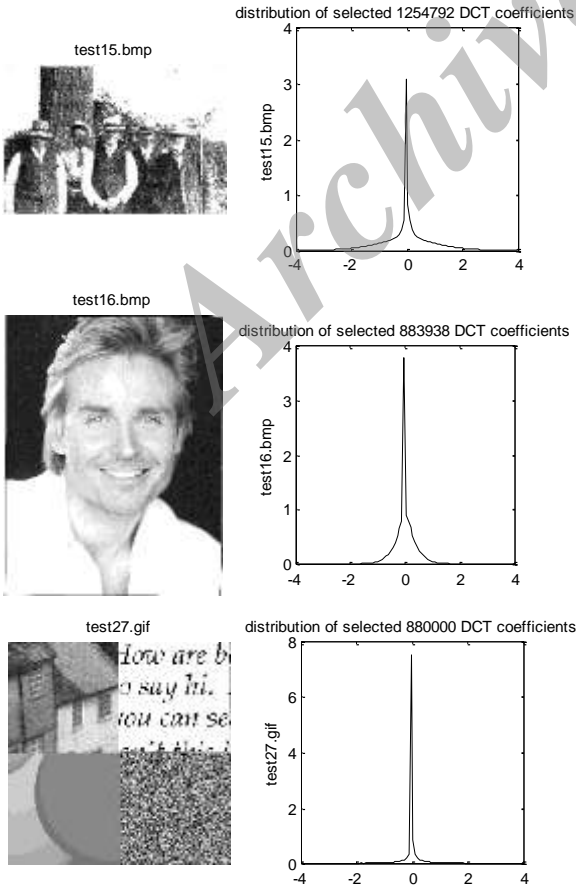 distribution of selected 1254792 DCT coefficients
test15.bmp
4
3
2
1
0
test15.bmp
-4 -2 0 2 4
Archive
test16.bmp
distribution of selected 883938 DCT coefficients
4
3
2
1
0
test16.bmp
-4 -2 0 2 4
test27.gif
distribution of selected 880000 DCT coefficients
How are b
o say hi.
you can se
8
6
4
2
0
test27.gif
-4 -2 0 2 4